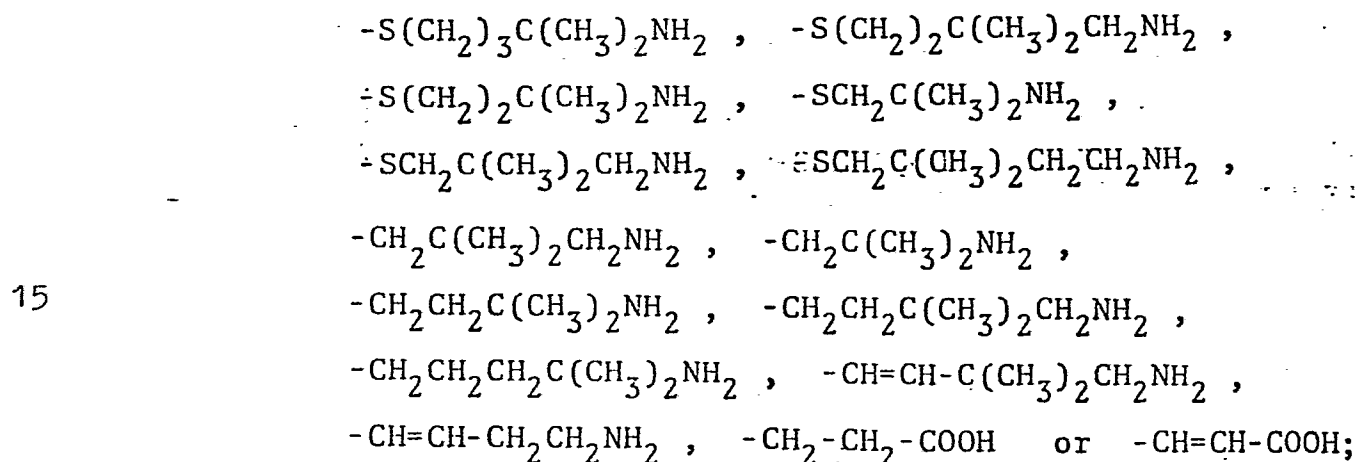 -S(CH2)3C(CH3)2NH2 , -S(CH2)2C(CH3)2CH2NH2 ,
-S(CH2)2C(CH3)2NH2 , -SCH2C(CH3)2NH2 ,
-SCH2C(CH3)2CH2NH2 , -SCH2C(CH3)2CH2CH2NH2 ,
-CH2C(CH3)2CH2NH2 , -CH2C(CH3)2NH2 ,
15 -CH2CH2C(CH3)2NH2 , -CH2CH2C(CH3)2CH2NH2 ,
-CH2CH2CH2C(CH3)2NH2 , -CH=CH-C(CH3)2CH2NH2 ,
-CH=CH-CH2CH2NH2 , -CH2-CH2-COOH or -CH=CH-COOH;